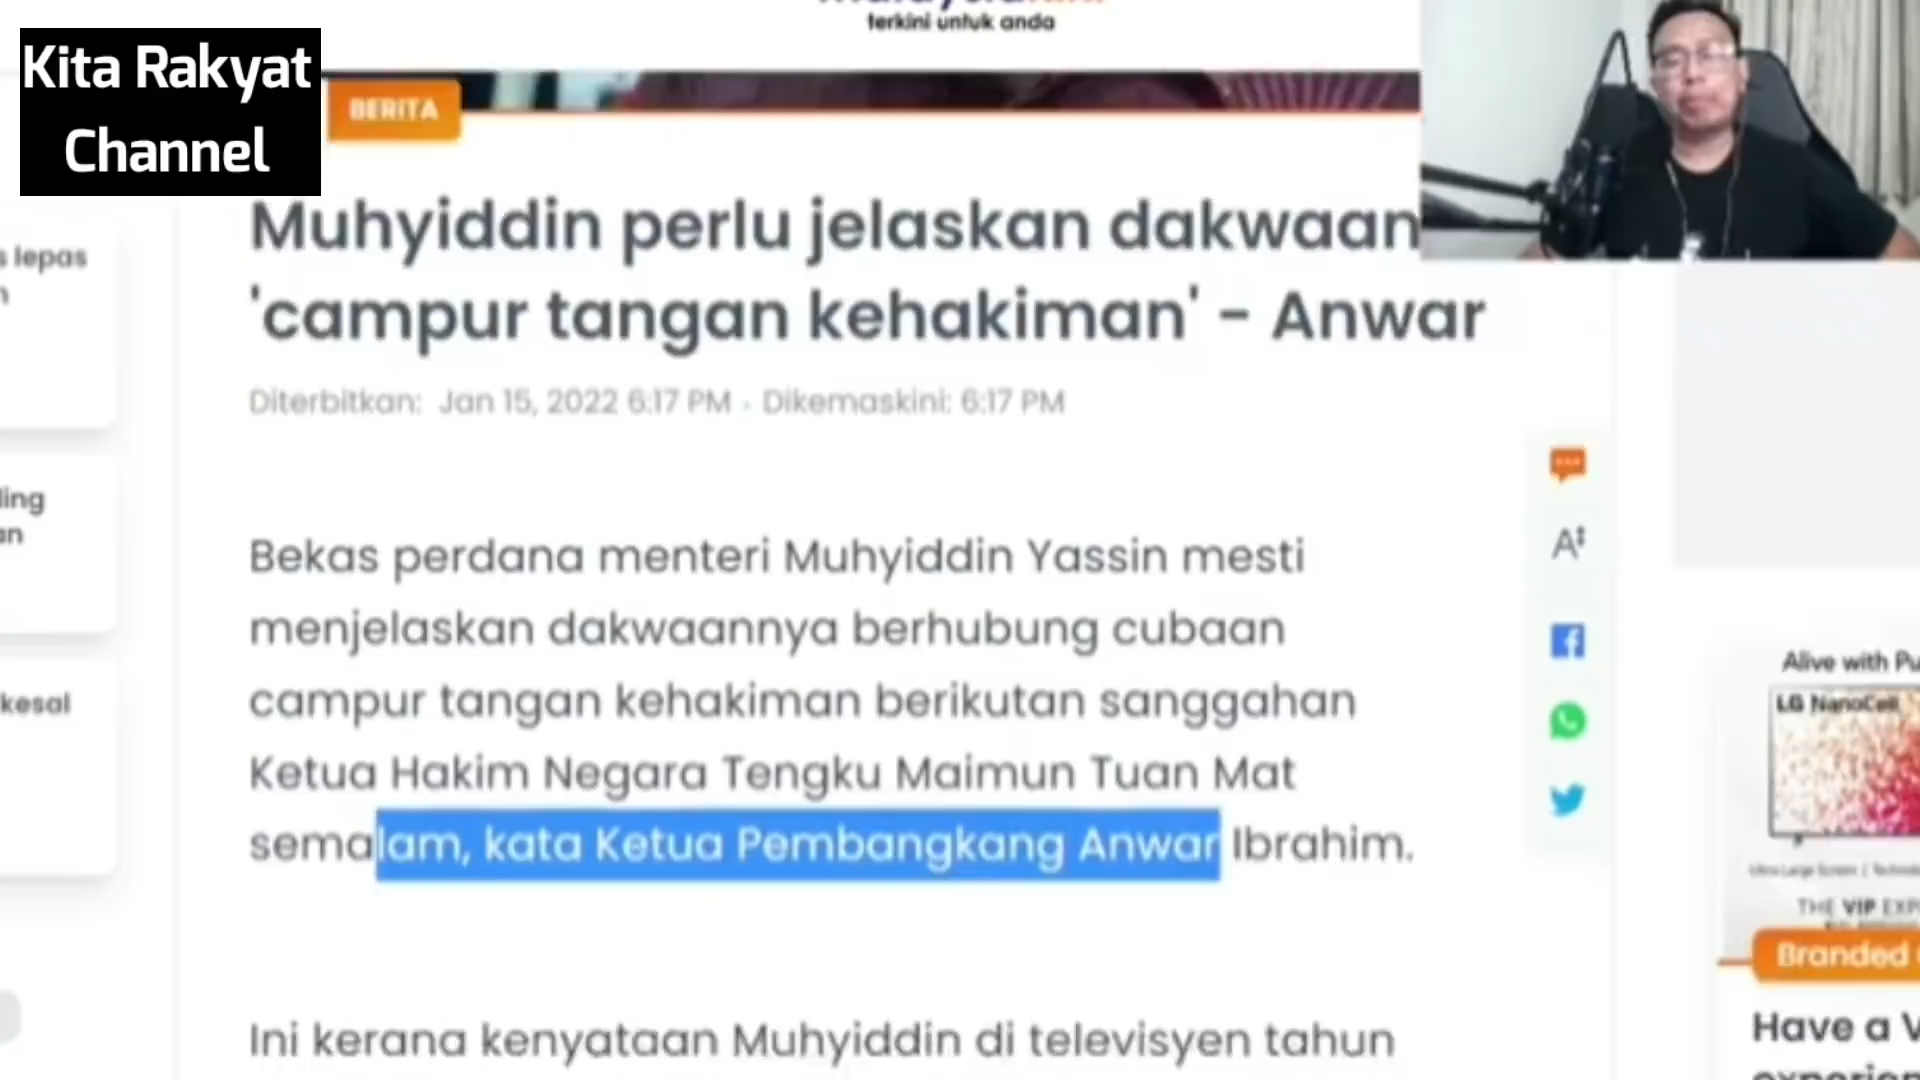 terkini untuk anda
Kita Rakyat
Channel
BERITA
Muhyiddin perlu jelaskan dakwaan
'campur tangan kehakiman' - Anwar
Diterbitkan: Jan 15, 2022 6:17 PM · Dikemaskini: 6:17 PM
Bekas perdana menteri Muhyiddin Yassin mesti
menjelaskan dakwaannya berhubung cubaan
campur tangan kehakiman berikutan sanggahan
Ketua Hakim Negara Tengku Maimun Tuan Mat
semalam, kata Ketua Pembangkang Anwar Ibrahim.
Ini kerana kenyataan Muhyiddin di televisyen tahun
s lepas
ling
an
kesal
A
Alive with Pu
LG NanoCell
THE VIP EXP
Branded
Have a V